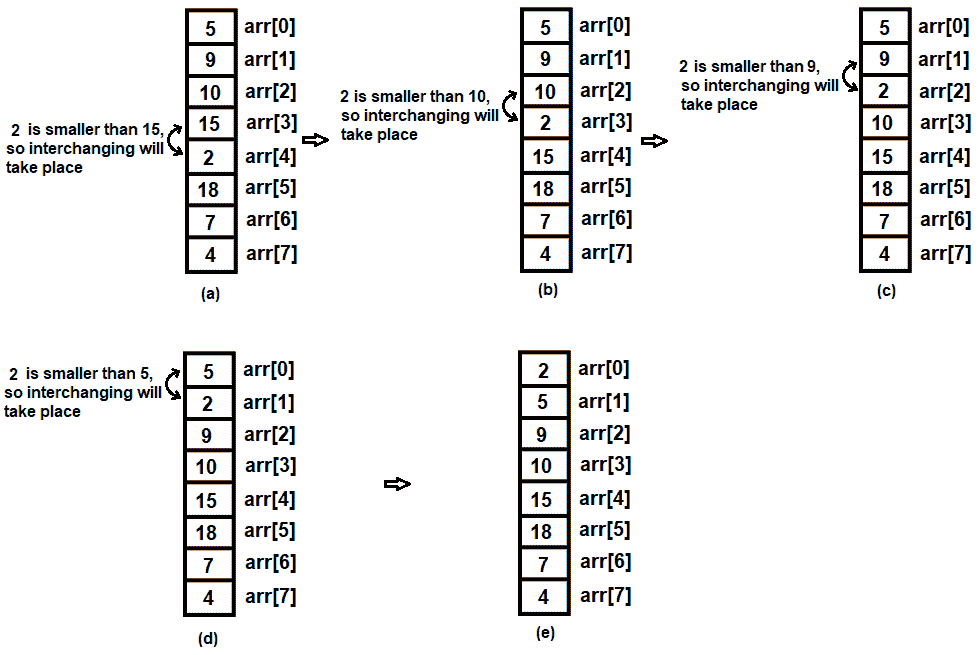 5 arr[0]
9 arr[1]
10 arr[2]
2 is smaller than 15,
so interchanging will
take place
15 arr[3]
2 arr[4]
18 arr[5]
7 arr[6]
4 arr[7]
(a)
5 arr[0]
9 arr[1]
2 is smaller than 10,
so interchanging will
take place
10 arr[2]
2 arr[3]
15 arr[4]
18 arr[5]
7 arr[6]
4 arr[7]
(b)
5 arr[0]
2 is smaller than 9,
so interchanging will
take place
9 arr[1]
2 arr[2]
10 arr[3]
15 arr[4]
18 arr[5]
7 arr[6]
4 arr[7]
(c)
2 is smaller than 5,
so interchanging will
take place
5 arr[0]
2 arr[1]
9 arr[2]
10 arr[3]
15 arr[4]
18 arr[5]
7 arr[6]
4 arr[7]
(d)
2 arr[0]
5 arr[1]
9 arr[2]
10 arr[3]
15 arr[4]
18 arr[5]
7 arr[6]
4 arr[7]
(e)